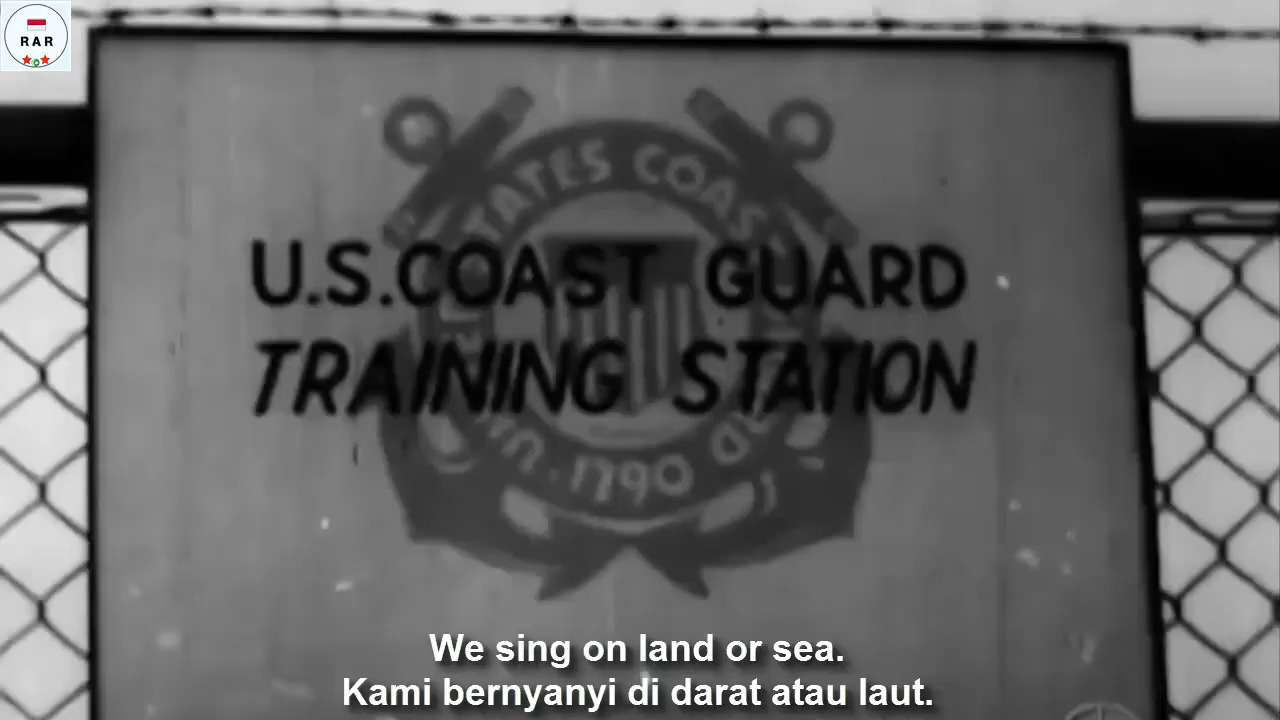 RAR
STATES COAST
U.S.COAST GUARD
TRAINING STATION
1790
We sing on land or sea.
Kami bernyanyi di darat atau laut.